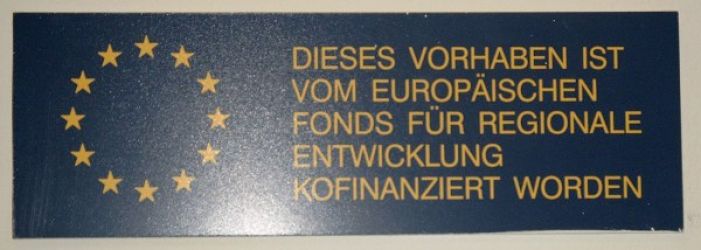 DIESES VORHABEN IST
VOM EUROPÄISCHEN
FONDS FÜR REGIONALE
ENTWICKLUNG
KOFINANZIERT WORDEN